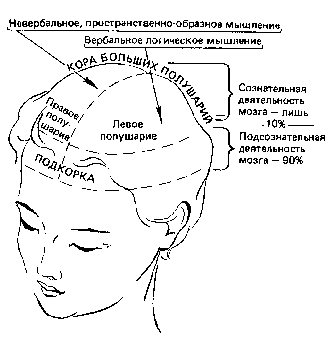 Невербальное, пространственно-образное мышление
Вербальное логическое мышление
КОРА БОЛЬШИХ ПОЛУШАРИЙ
Правое
полу-
шарие
Левое
полушарие
ПОДКОРКА
Сознательная
деятельность
мозга — лишь
10%
Подсознательная
деятельность
мозга — 90%